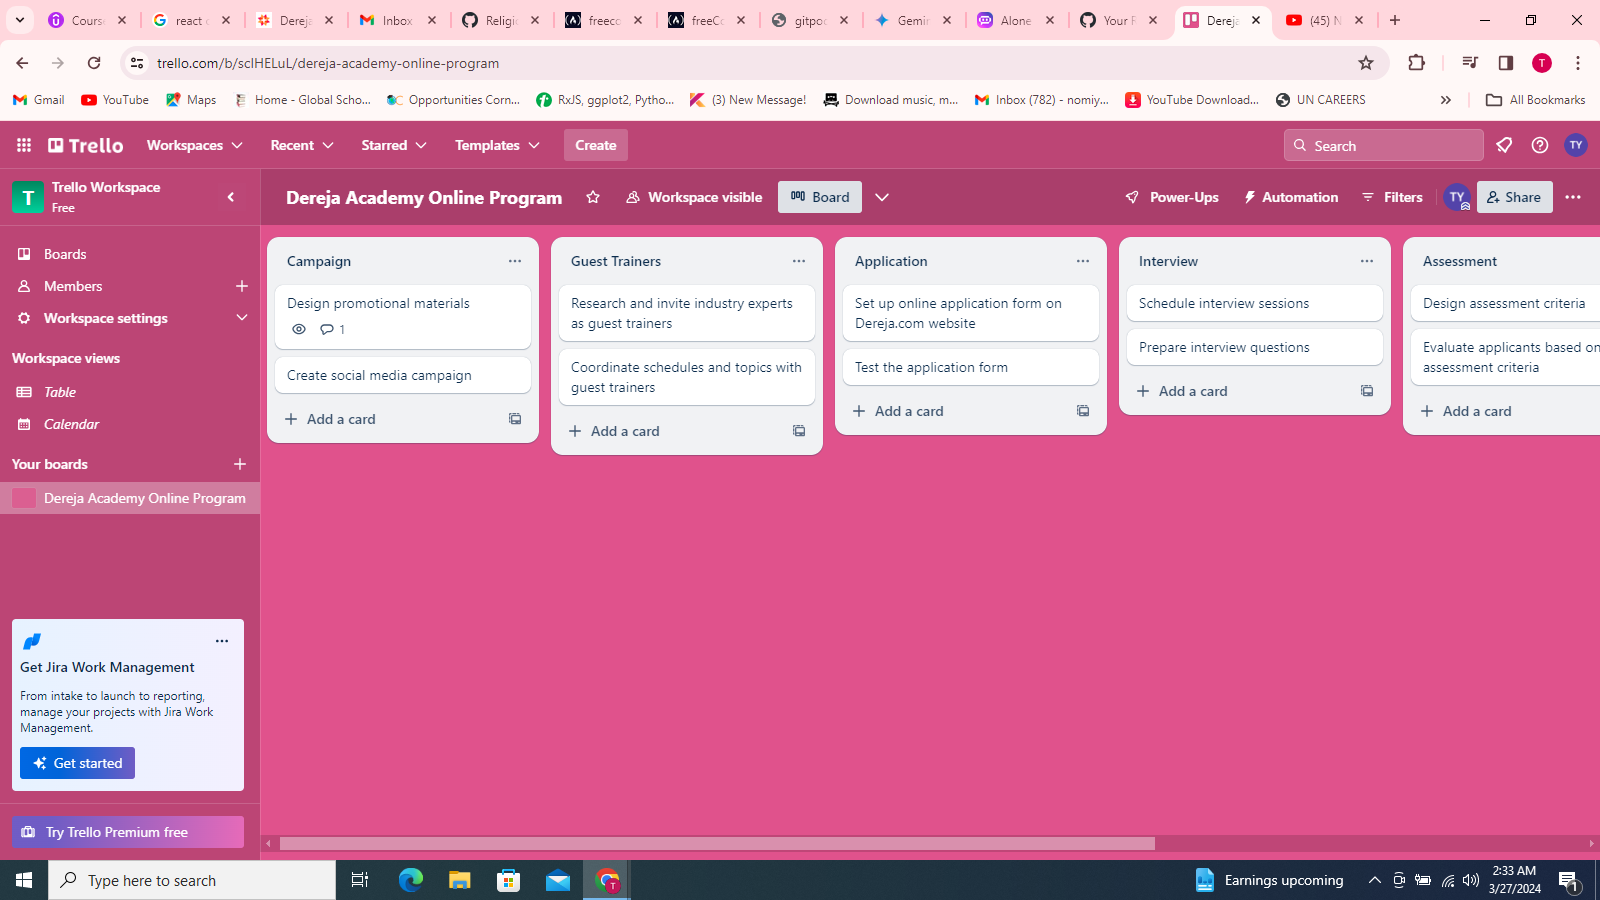 Course
react
Dereja
Inbox
Religio
freeco
freeCo
gitpod
Gemin
Alone
Your R
Dereja
(45) N
trello.com/b/sclHELuL/dereja-academy-online-program
T
Gmail
YouTube
Maps
Home - Global Scho...
Opportunities Corn...
RxJS, ggplot2, Pytho...
(3) New Message!
Download music, m...
Inbox (782) - nomiy...
YouTube Download...
UN CAREERS
All Bookmarks
Trello
Workspaces
Recent
Starred
Templates
Create
Search
TY
T
Trello Workspace
Free
Dereja Academy Online Program
Workspace visible
Board
Power-Ups
Automation
Filters
TY
Share
Boards
Members
Workspace settings
Workspace views
Table
Calendar
Your boards
Dereja Academy Online Program
Campaign
Design promotional materials
1
Create social media campaign
Add a card
Guest Trainers
Research and invite industry experts
as guest trainers
Coordinate schedules and topics with
guest trainers
Add a card
Application
Set up online application form on
Dereja.com website
Test the application form
Add a card
Interview
Schedule interview sessions
Prepare interview questions
Add a card
Assessment
Design assessment criteria
Evaluate applicants based on
assessment criteria
Add a card
Get Jira Work Management
From intake to launch to reporting,
manage your projects with Jira Work
Management.
Get started
Try Trello Premium free
Type here to search
T
Earnings upcoming
2:33 AM
3/27/2024
1